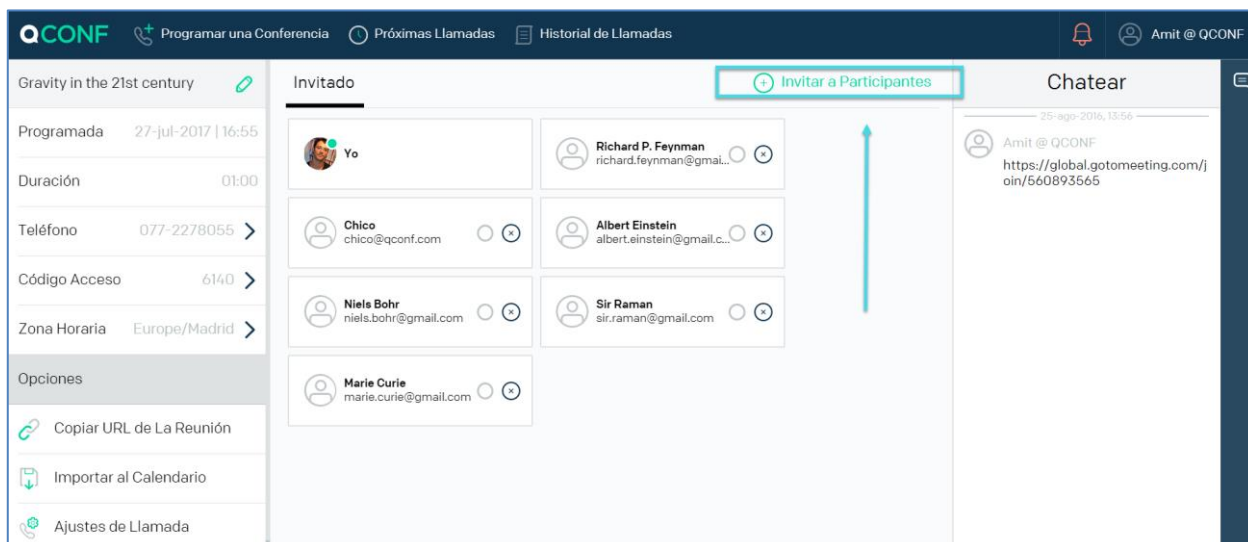 QCONF
Programar una Conferencia
Próximas Llamadas
Historial de Llamadas
Amit @ QCONF
Gravity in the 21st century
Programada 27-jul-2017 | 16:55
Duración 01:00
Teléfono 077-2278055
Código Acceso 6140
Zona Horaria Europe/Madrid
Opciones
Copiar URL de La Reunión
Importar al Calendario
Ajustes de Llamada
Invitado
Invitar a Participantes
Yo
Richard P. Feynman
richard.feynman@gmai...
Chico
chico@qconf.com
Albert Einstein
albert.einstein@gmail.c...
Niels Bohr
niels.bohr@gmail.com
Sir Raman
sir.raman@gmail.com
Marie Curie
marie.curie@gmail.com
Chatear
25-ago-2016, 13:56
Amit @ QCONF
https://global.gotomeeting.com/j
oin/560893565